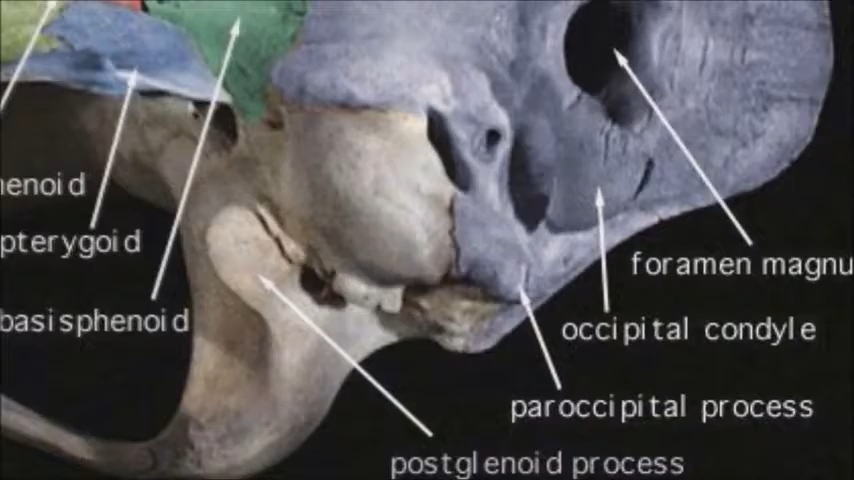 henoid
pterygoid
basisphenoid
foramen magnu
occipital condyle
paroccipital process
postglenoid process